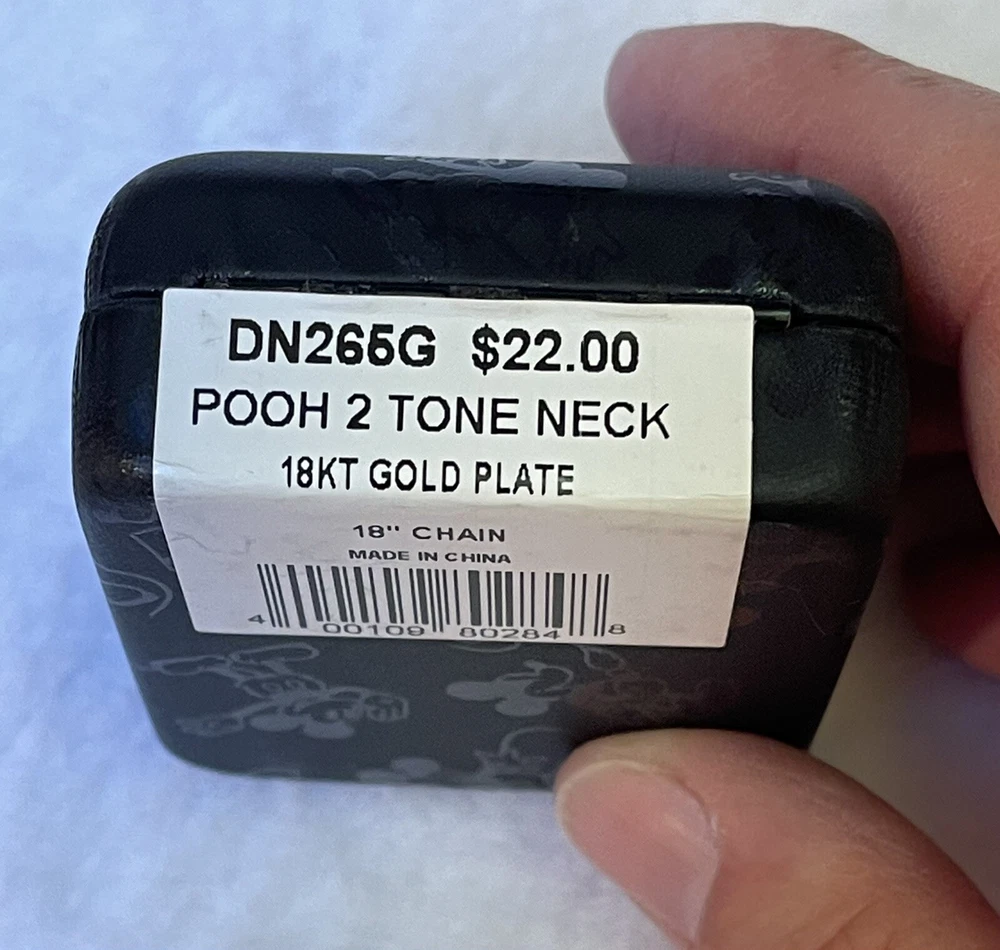 DN265G $22.00
POOH 2 TONE NECK
18KT GOLD PLATE
18" CHAIN
MADE IN CHINA
4 00109 80284 8